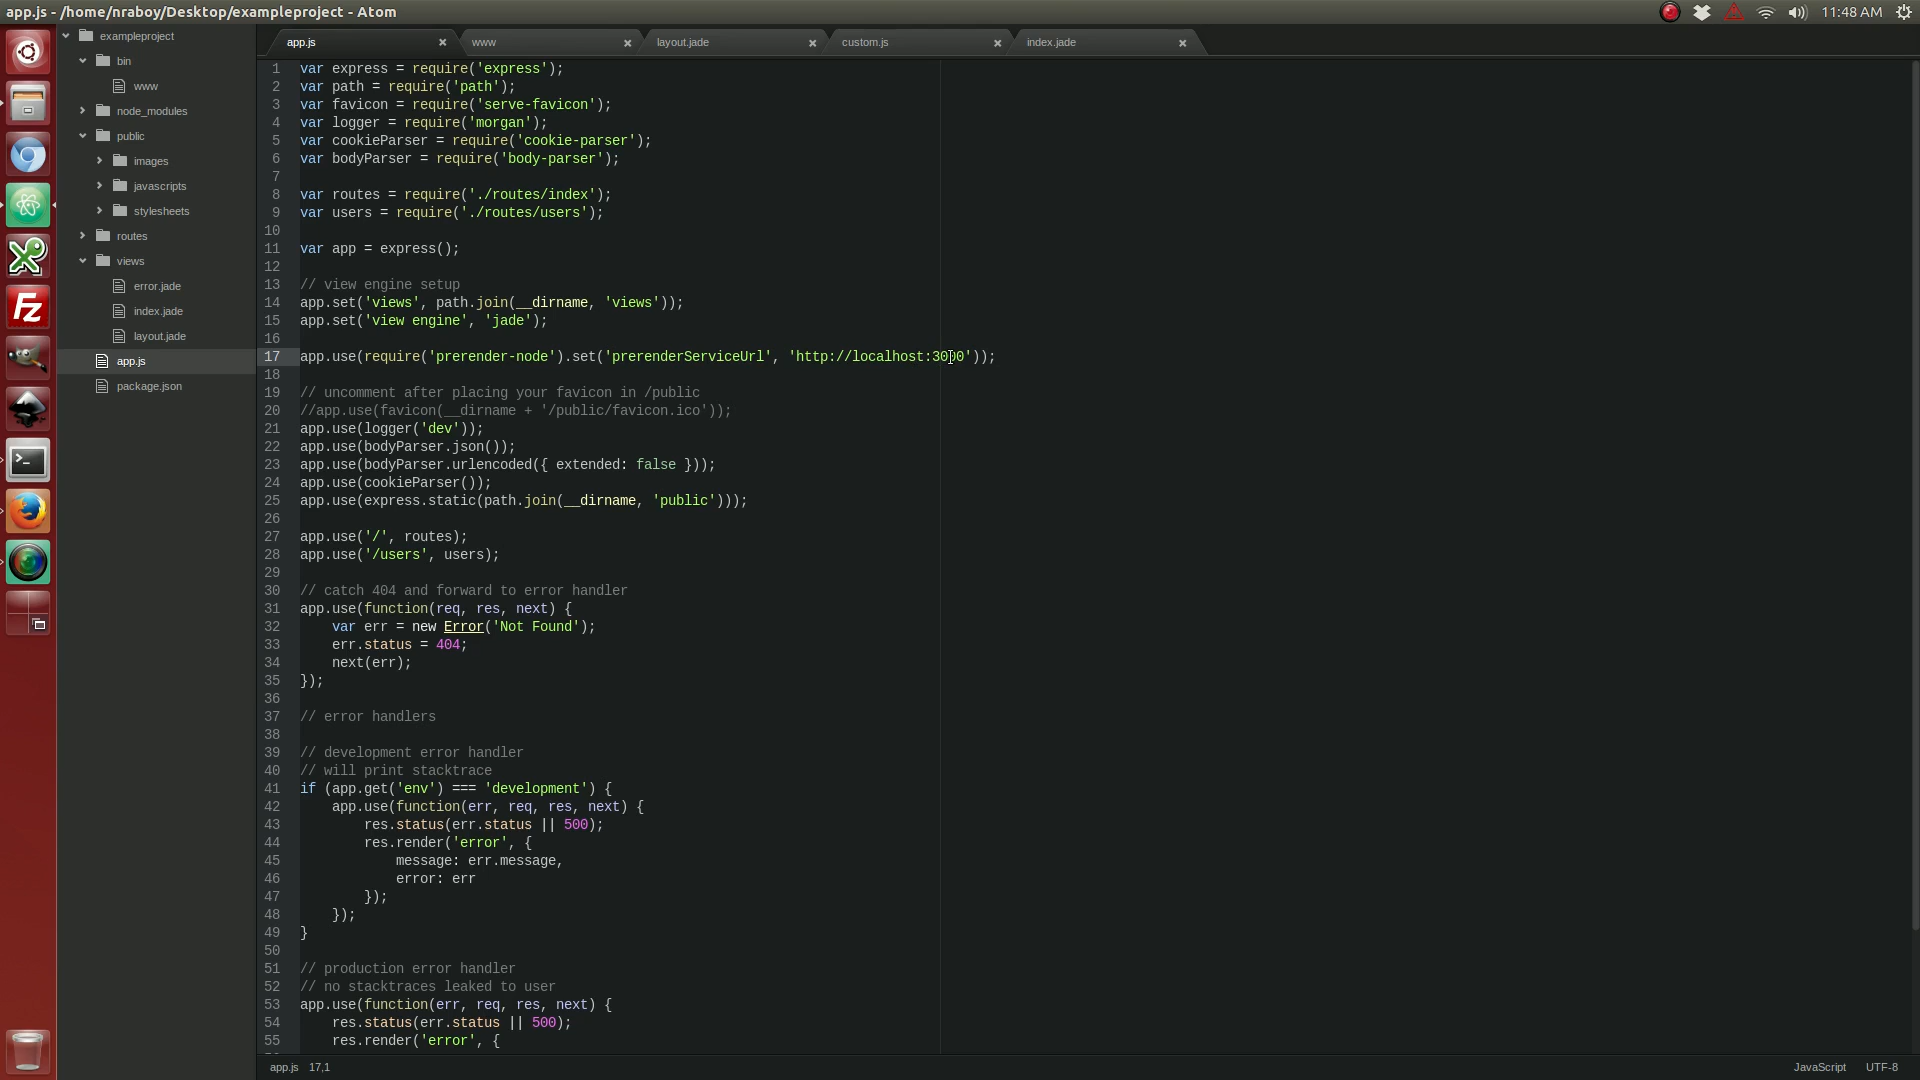 app.js - /home/nraboy/Desktop/exampleproject - Atom
11:48 AM
exampleproject
bin
www
node_modules
public
images
javascripts
stylesheets
routes
views
error.jade
index.jade
layout.jade
app.js
package.json
app.js
www
layout.jade
custom.js
index.jade
1 var express = require('express');
2 var path = require('path');
3 var favicon = require('serve-favicon');
4 var logger = require('morgan');
5 var cookieParser = require('cookie-parser');
6 var bodyParser = require('body-parser');
7
8 var routes = require('./routes/index');
9 var users = require('./routes/users');
10
11 var app = express();
12
13 // view engine setup
14 app.set('views', path.join(__dirname, 'views'));
15 app.set('view engine', 'jade');
16
17 app.use(require('prerender-node').set('prerenderServiceUrl', 'http://localhost:3000'));
18
19 // uncomment after placing your favicon in /public
20 //app.use(favicon(__dirname + '/public/favicon.ico'));
21 app.use(logger('dev'));
22 app.use(bodyParser.json());
23 app.use(bodyParser.urlencoded({ extended: false }));
24 app.use(cookieParser());
25 app.use(express.static(path.join(__dirname, 'public')));
26
27 app.use('/', routes);
28 app.use('/users', users);
29
30 // catch 404 and forward to error handler
31 app.use(function(req, res, next) {
32     var err = new Error('Not Found');
33     err.status = 404;
34     next(err);
35 });
36
37 // error handlers
38
39 // development error handler
40 // will print stacktrace
41 if (app.get('env') === 'development') {
42     app.use(function(err, req, res, next) {
43         res.status(err.status || 500);
44         res.render('error', {
45             message: err.message,
46             error: err
47         });
48     });
49 }
50
51 // production error handler
52 // no stacktraces leaked to user
53 app.use(function(err, req, res, next) {
54     res.status(err.status || 500);
55     res.render('error', {
app.js 17,1
JavaScript UTF-8